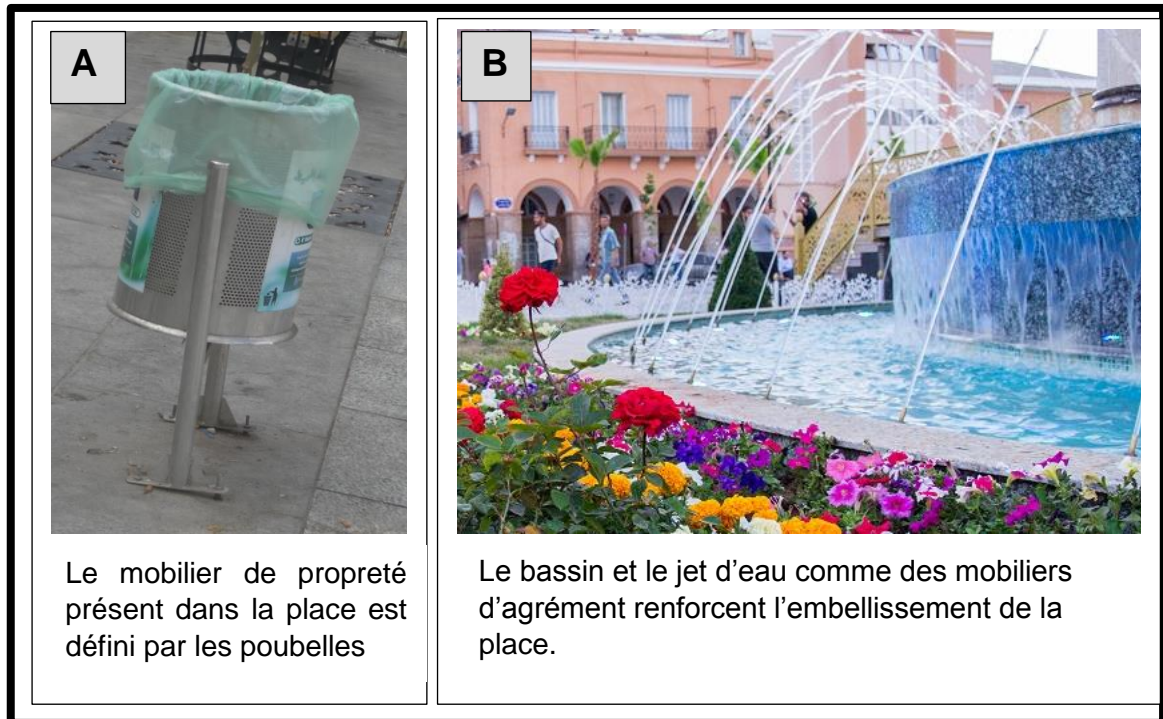 A
Le mobilier de propreté
présent dans la place est
défini par les poubelles
B
Le bassin et le jet d'eau comme des mobiliers
d'agrément renforcent l'embellissement de la
place.